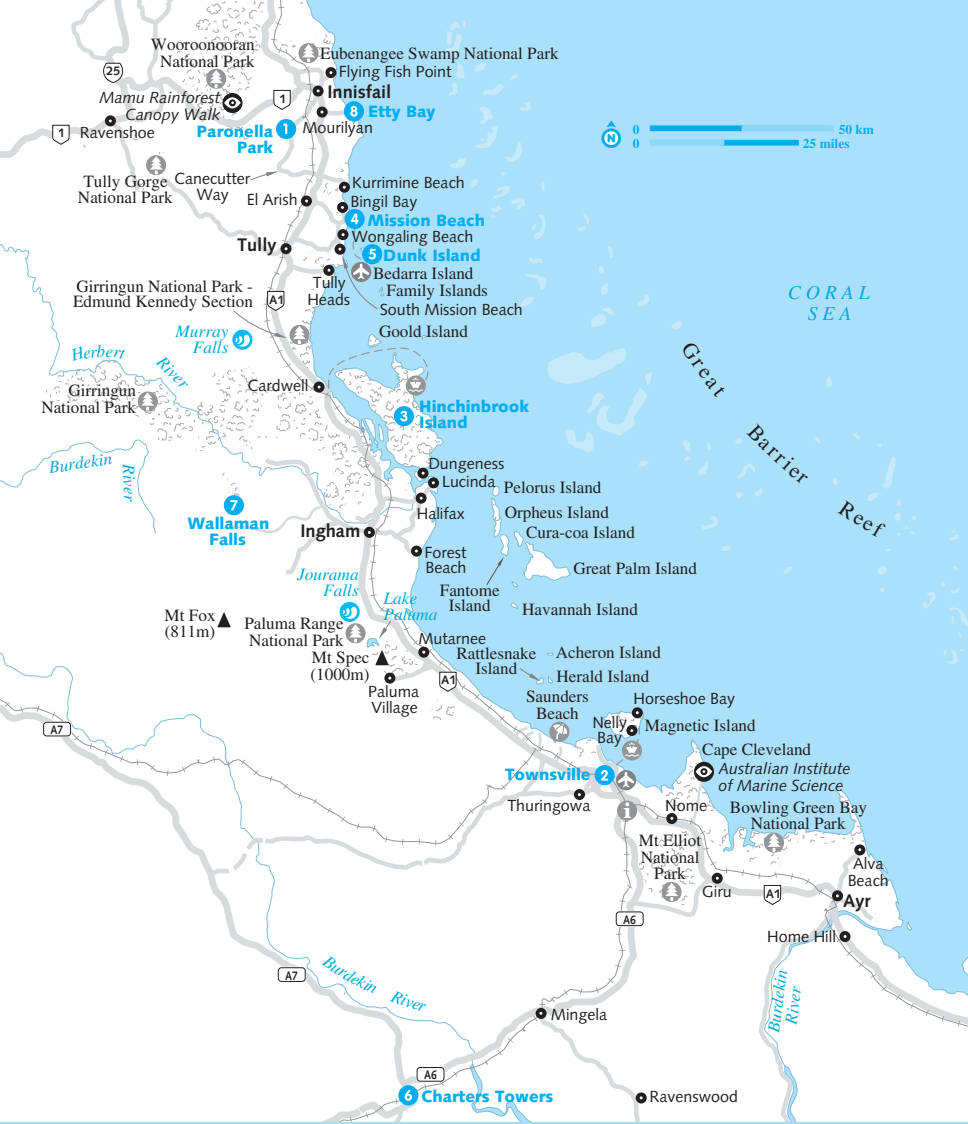 Wooroonooran
National Park
Eubenangee Swamp National Park
Flying Fish Point
25
Innisfail
Mamu Rainforest
Canopy Walk
1
8 Etty Bay
1
Ravenshoe
Paronella
Park
1
Mourilyan
N
0 50 km
0 25 miles
Tully Gorge
National Park
Canecutter
Way
Kurrimine Beach
El Arish
Bingil Bay
4 Mission Beach
Wongaling Beach
Tully
5 Dunk Island
Bedarra Island
Family Islands
Tully
Heads
South Mission Beach
Girringun National Park -
Edmund Kennedy Section
A1
CORAL
SEA
Goold Island
Murray
Falls
Herbert
River
Great
Barrier
Reef
Girringun
National Park
Cardwell
3 Hinchinbrook
Island
Burdekin
River
Dungeness
Lucinda
Halifax
Pelorus Island
Orpheus Island
Cura-coa Island
7
Wallaman
Falls
Ingham
Forest
Beach
Great Palm Island
Fantome
Island
Havannah Island
Jourama
Falls
Lake
Paluma
Mt Fox
(811m)
Paluma Range
National Park
Mutarnee
Mt Spec
(1000m)
Rattlesnake
Island
Acheron Island
Herald Island
Paluma
Village
A1
Saunders
Beach
Horseshoe Bay
Nelly
Bay
Magnetic Island
A7
Cape Cleveland
Australian Institute
of Marine Science
Townsville 2
Thuringowa
i
Nome
Bowling Green Bay
National Park
Mt Elliot
National
Park
Alva
Beach
Giru
A1
Ayr
A6
Home Hill
A7
Burdekin River
Burdekin
River
Mingela
A6
6 Charters Towers
Ravenswood